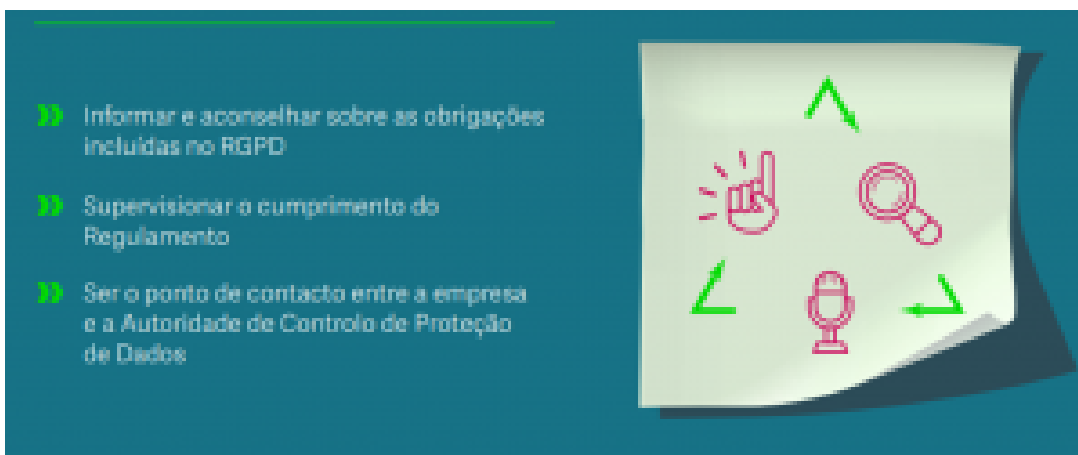 Informar e aconselhar sobre as obrigações
incluídas no RGPD
Supervisionar o cumprimento do
Regulamento
Ser o ponto de contacto entre a empresa
e a Autoridade de Controlo de Proteção
de Dados